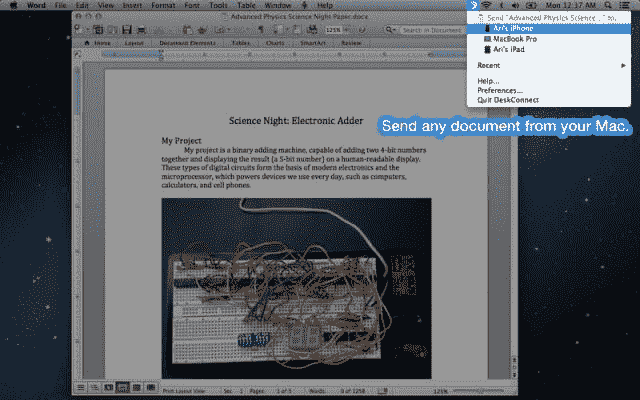 Word File Edit View Insert Format Font Tools Table Window Help
Mon 12:17 AM
Advanced Physics Science Night Paper.docx
125%
Search in Document
Home Layout Document Elements Tables Charts SmartArt Review
Send "Advanced Physics Science
Ari's iPhone
MacBook Pro
Ari's iPad
Recent
Help...
Preferences...
Quit DeskConnect
Send any document from your Mac.
Science Night: Electronic Adder
My Project
My project is a binary adding machine, capable of adding two 4-bit numbers
together and displaying the result (a 5-bit number) on a human-readable display.
These types of digital circuits form the basis of modern electronics and the
microprocessor, which powers devices we use every day, such as computers,
calculators, and cell phones.
Print Layout View Sec 1 Pages: 1 of 5 Words: 0 of 1258 125%